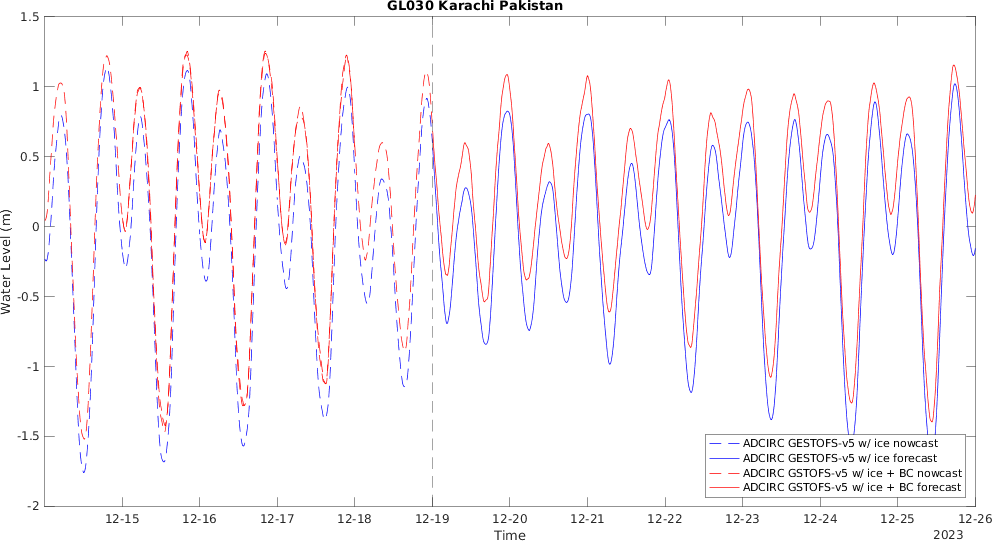 GL030 Karachi Pakistan
1.5
1
0.5
0
-0.5
-1
-1.5
-2
Water Level (m)
ADCIRC GESTOFS-v5 w/ ice nowcast
ADCIRC GESTOFS-v5 w/ ice forecast
ADCIRC GSTOFS-v5 w/ ice + BC nowcast
ADCIRC GSTOFS-v5 w/ ice + BC forecast
12-15 12-16 12-17 12-18 12-19 12-20 12-21 12-22 12-23 12-24 12-25 12-26
Time
2023